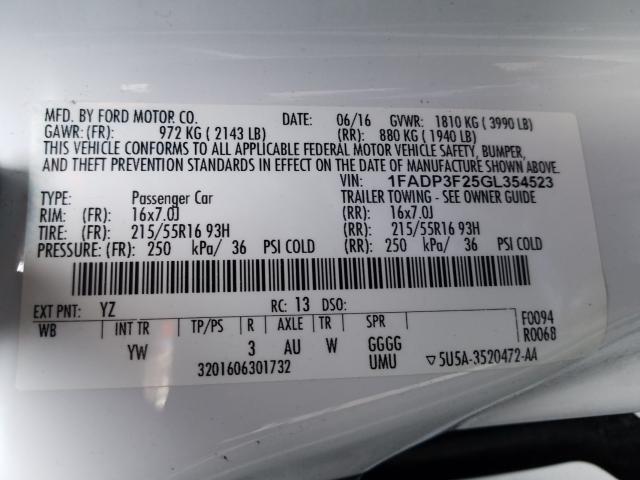 MFD. BY FORD MOTOR CO. DATE: 06/16 GVWR: 1810 KG ( 3990 LB)
GAWR: (FR): 972 KG ( 2143 LB) (RR): 880 KG ( 1940 LB)
THIS VEHICLE CONFORMS TO ALL APPLICABLE FEDERAL MOTOR VEHICLE SAFETY, BUMPER,
AND THEFT PREVENTION STANDARDS IN EFFECT ON THE DATE OF MANUFACTURE SHOWN ABOVE.
VIN: 1FADP3F25GL354523
TYPE: Passenger Car TRAILER TOWING - SEE OWNER GUIDE
RIM: (FR): 16x7.0J (RR): 16x7.0J
TIRE: (FR): 215/55R16 93H (RR): 215/55R16 93H
PRESSURE: (FR): 250 kPa/ 36 PSI COLD (RR): 250 kPa/ 36 PSI COLD
EXT PNT: YZ RC: 13 DSO:
WB INT TR TP/PS R AXLE TR SPR F0094
YW 3 AU W GGGG R0068
3201606301732 UMU ▽5U5A-3520472-AA